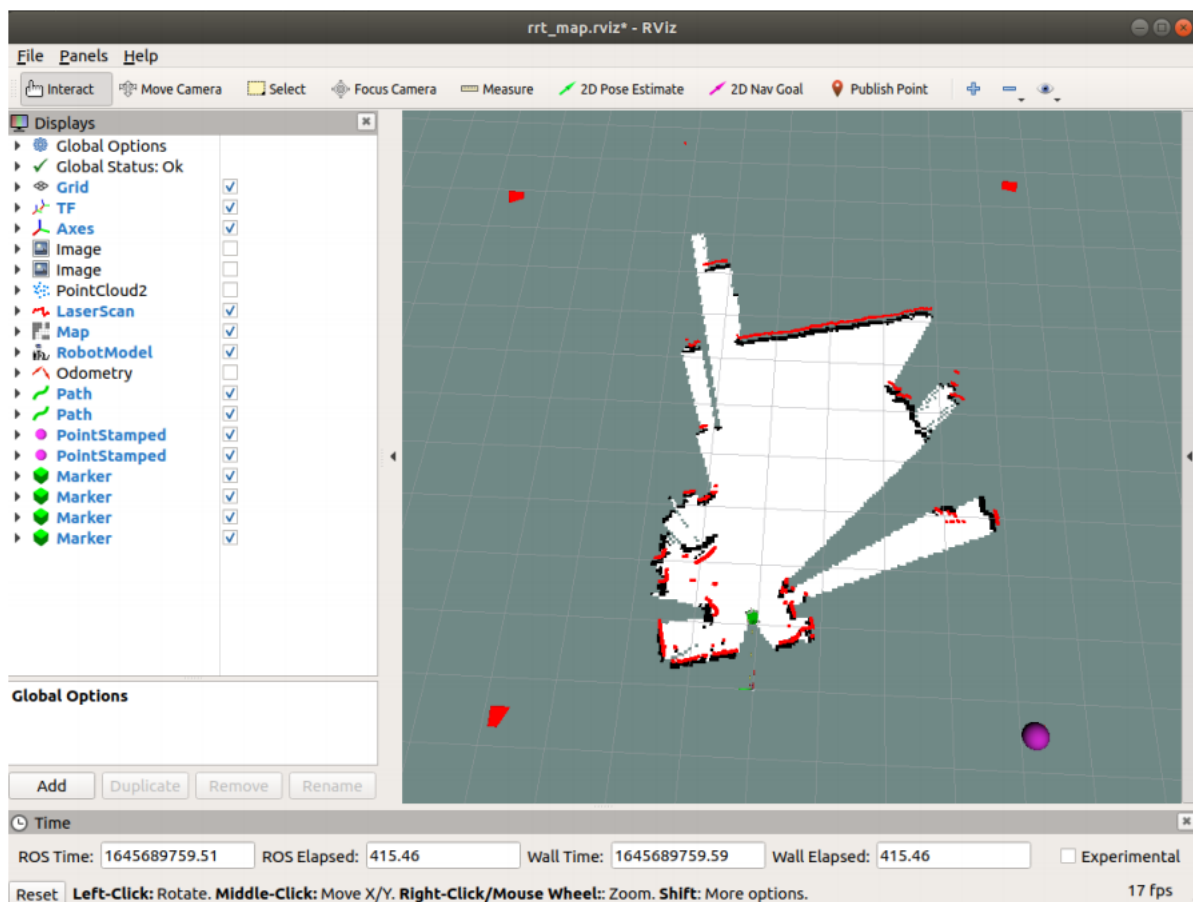 rrt_map.rviz* - RViz
File Panels Help
Interact Move Camera Select Focus Camera Measure 2D Pose Estimate 2D Nav Goal Publish Point
Displays
Global Options
Global Status: Ok
Grid
TF
Axes
Image
Image
PointCloud2
LaserScan
Map
RobotModel
Odometry
Path
Path
PointStamped
PointStamped
Marker
Marker
Marker
Marker
Global Options
Add Duplicate Remove Rename
Time
ROS Time: 1645689759.51 ROS Elapsed: 415.46 Wall Time: 1645689759.59 Wall Elapsed: 415.46 Experimental
Reset Left-Click: Rotate. Middle-Click: Move X/Y. Right-Click/Mouse Wheel:: Zoom. Shift: More options. 17 fps